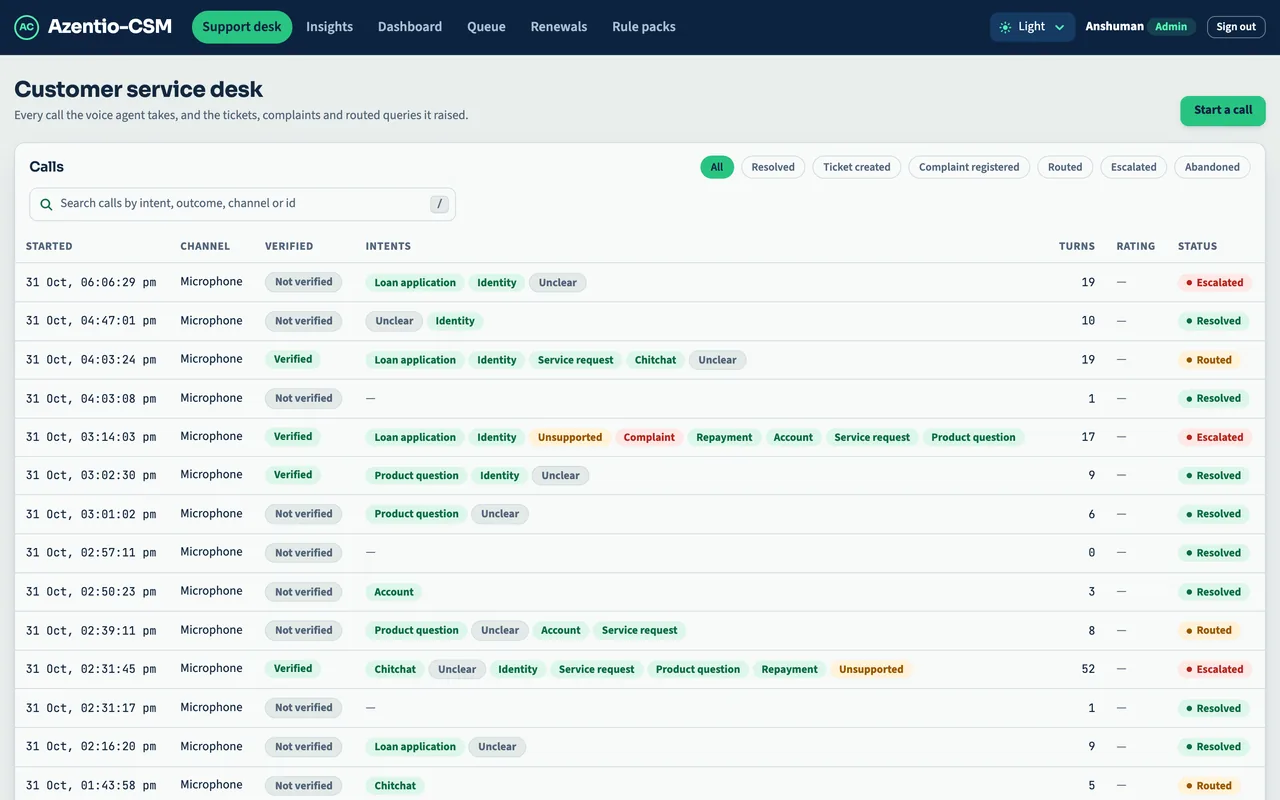 AC Azentio-CSM Support desk Insights Dashboard Queue Renewals Rule packs Light Anshuman Admin Sign out
Customer service desk
Every call the voice agent takes, and the tickets, complaints and routed queries it raised.
Start a call
Calls All Resolved Ticket created Complaint registered Routed Escalated Abandoned
Search calls by intent, outcome, channel or id /
STARTED CHANNEL VERIFIED INTENTS TURNS RATING STATUS
31 Oct, 06:06:29 pm Microphone Not verified Loan application Identity Unclear 19 — Escalated
31 Oct, 04:47:01 pm Microphone Not verified Unclear Identity 10 — Resolved
31 Oct, 04:03:24 pm Microphone Verified Loan application Identity Service request Chitchat Unclear 19 — Routed
31 Oct, 04:03:08 pm Microphone Not verified — 1 — Resolved
31 Oct, 03:14:03 pm Microphone Verified Loan application Identity Unsupported Complaint Repayment Account Service request Product question 17 — Escalated
31 Oct, 03:02:30 pm Microphone Verified Product question Identity Unclear 9 — Resolved
31 Oct, 03:01:02 pm Microphone Not verified Product question Unclear 6 — Resolved
31 Oct, 02:57:11 pm Microphone Not verified — 0 — Resolved
31 Oct, 02:50:23 pm Microphone Not verified Account 3 — Resolved
31 Oct, 02:39:11 pm Microphone Not verified Product question Unclear Account Service request 8 — Routed
31 Oct, 02:31:45 pm Microphone Verified Chitchat Unclear Identity Service request Product question Repayment Unsupported 52 — Escalated
31 Oct, 02:31:17 pm Microphone Not verified — 1 — Resolved
31 Oct, 02:16:20 pm Microphone Not verified Loan application Unclear 9 — Resolved
31 Oct, 01:43:58 pm Microphone Not verified Chitchat 5 — Routed